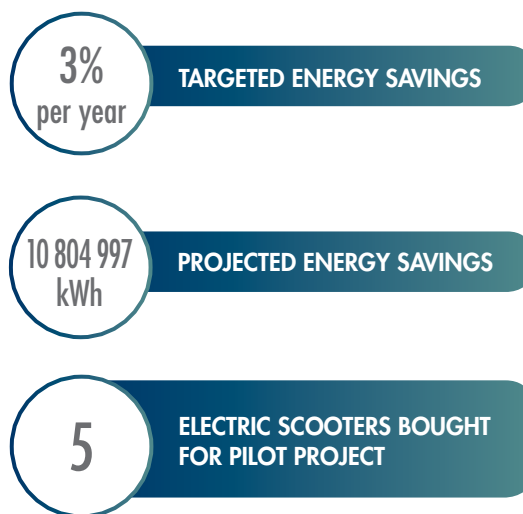 3%
per year
TARGETED ENERGY SAVINGS
10 804 997
kWh
PROJECTED ENERGY SAVINGS
5
ELECTRIC SCOOTERS BOUGHT
FOR PILOT PROJECT